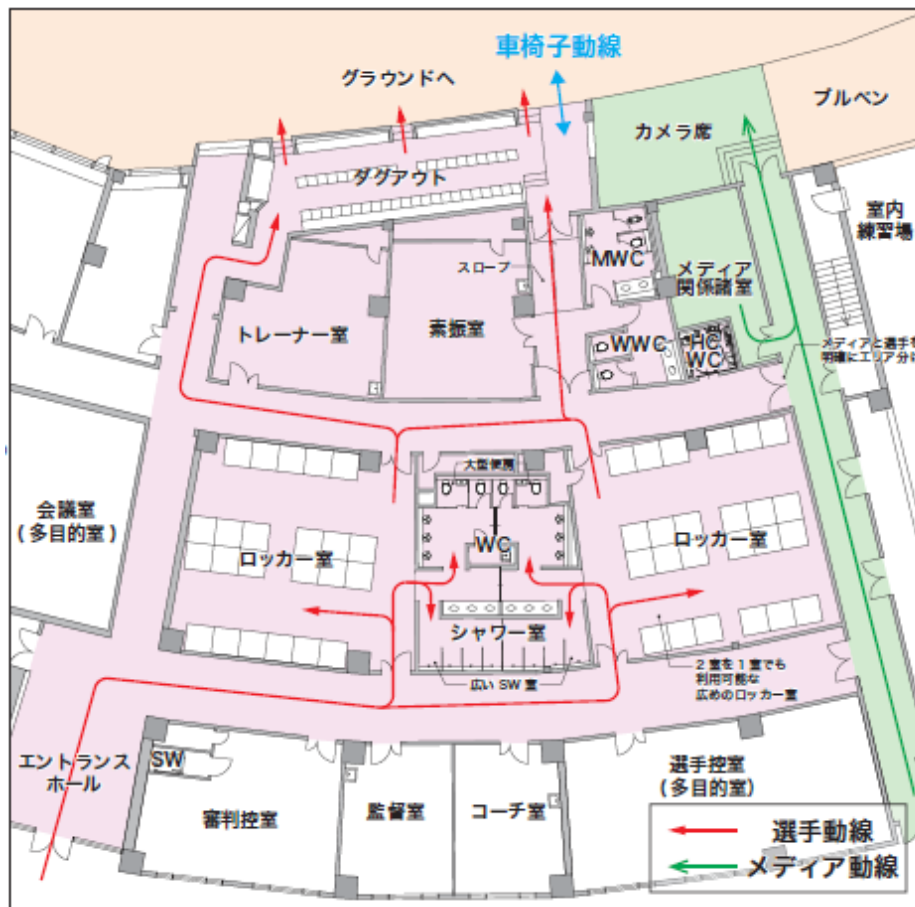 車椅子動線
グラウンドへ
ブルペン
カメラ席
ダグアウト
室内
練習場
MWC
スロープ
メディア
関係諸室
トレーナー室
素振室
WWC
HC
WC
メディアと選手を
明確にエリア分け
大型便房
会議室
(多目的室)
ロッカー室
WC
ロッカー室
シャワー室
広い SW 室
2 室を 1 室でも
利用可能な
広めのロッカー室
エントランス
ホール
SW
審判控室
監督室
コーチ室
選手控室
(多目的室)
選手動線
メディア動線